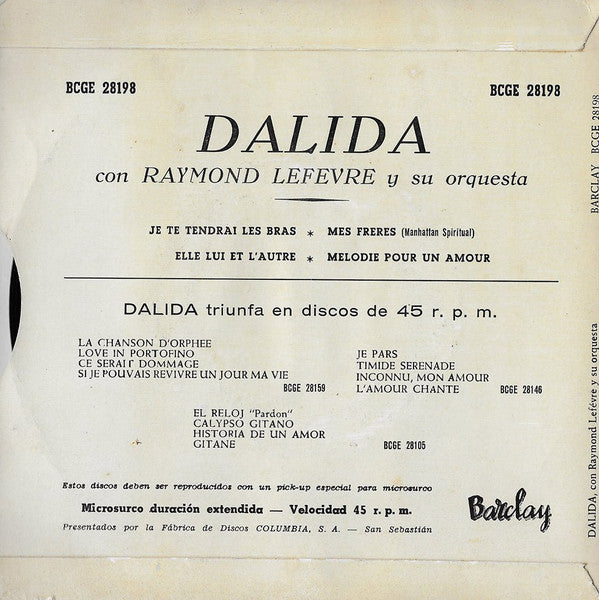 BCGE 28198 BCGE 28198
DALIDA
con RAYMOND LEFEVRE y su orquesta
JE TE TENDRAI LES BRAS * MES FRERES (Manhattan Spiritual)
ELLE LUI ET L'AUTRE * MELODIE POUR UN AMOUR
DALIDA triunfa en discos de 45 r. p. m.
LA CHANSON D'ORPHEE
LOVE IN PORTOFINO
CE SERAIT DOMMAGE
SI JE POUVAIS REVIVRE UN JOUR MA VIE
BCGE 28159
JE PARS
TIMIDE SERENADE
INCONNU, MON AMOUR
L'AMOUR CHANTE BCGE 28146
EL RELOJ "Pardon"
CALYPSO GITANO
HISTORIA DE UN AMOR
GITANE BCGE 28105
Estos discos deben ser reproducidos con un pick-up especial para microsurco
Microsurco duración extendida — Velocidad 45 r. p. m.
Presentados por la Fábrica de Discos COLUMBIA, S. A. — San Sebastián
Barclay
DALIDA, con Raymond Lefévre y su orquesta BARCLAY BCGE 28198